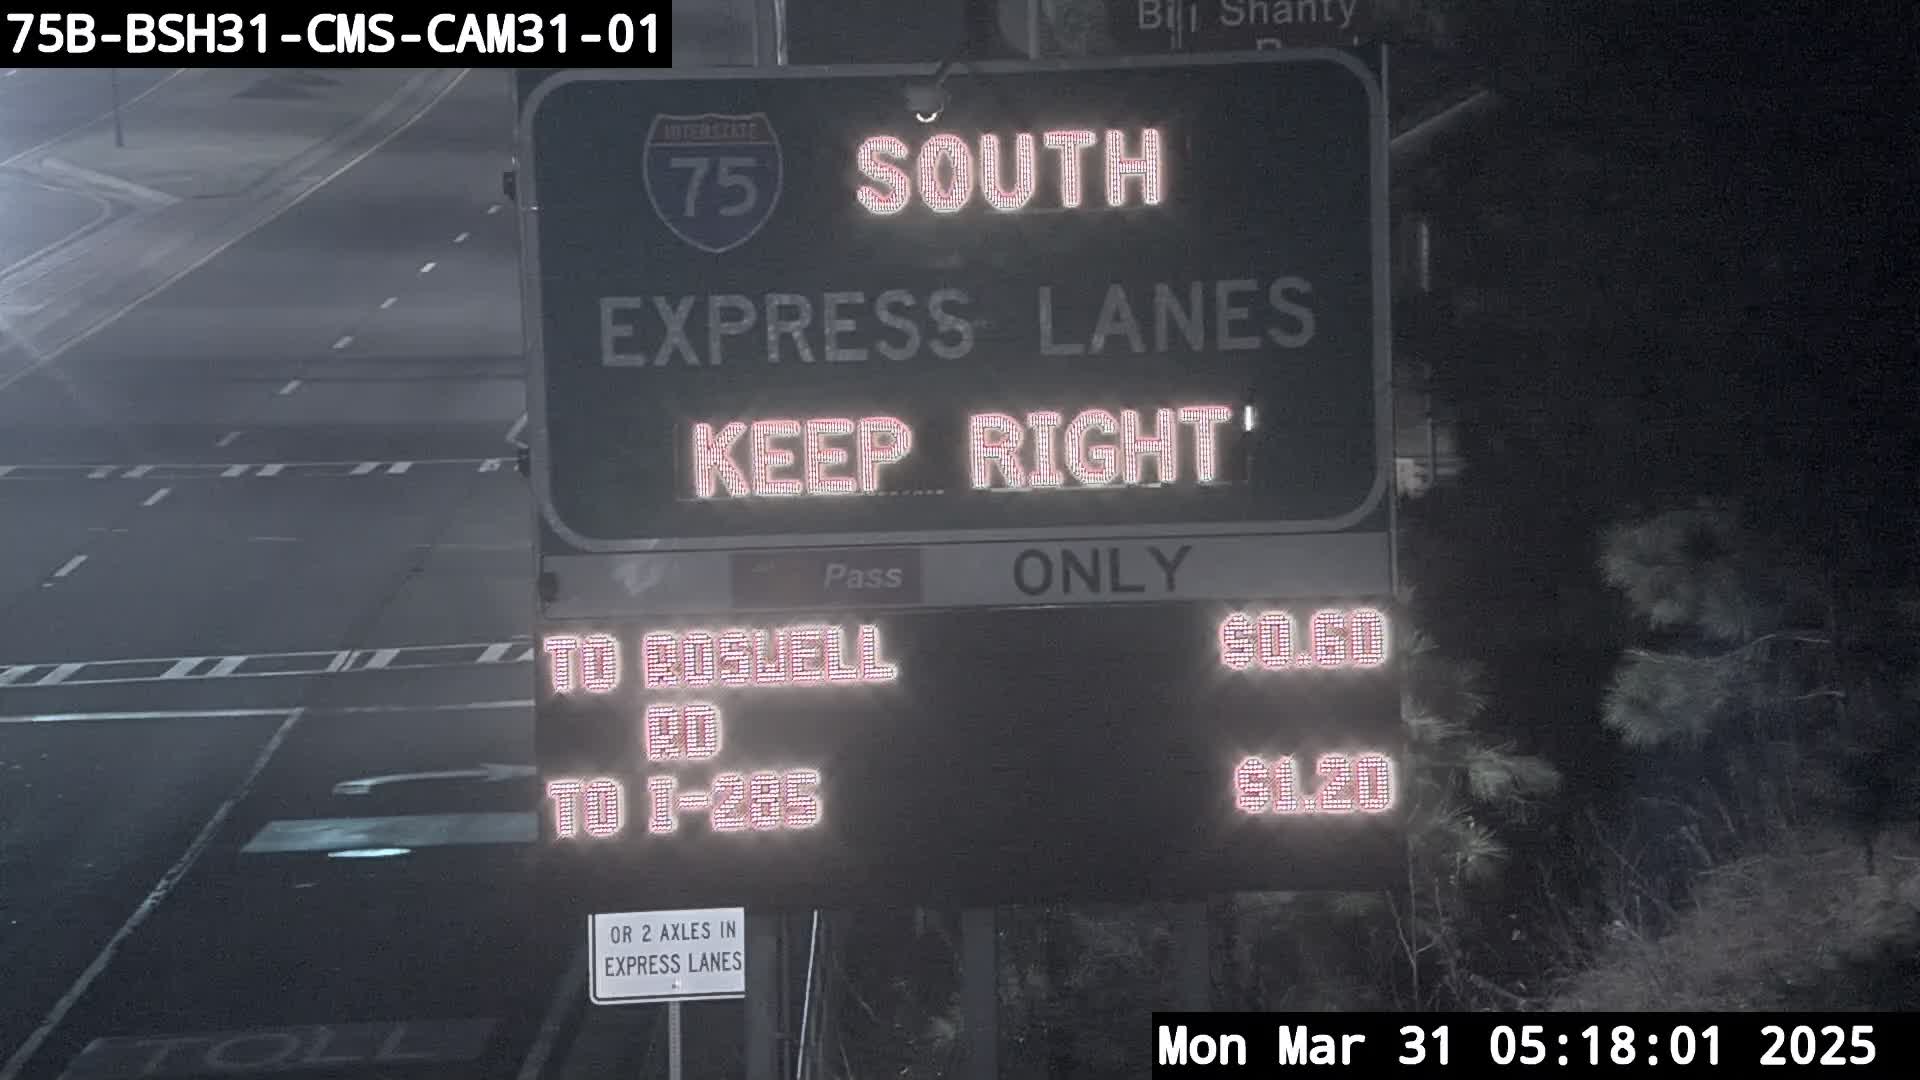 75B-BSH31-CMS-CAM31-01
Bill Shanty
INTERSTATE
75
SOUTH
EXPRESS LANES
KEEP RIGHT
Pass ONLY
TO ROSWELL $0.60
RD
TO I-285 $1.20
OR 2 AXLES IN
EXPRESS LANES
TOLL
Mon Mar 31 05:18:01 2025